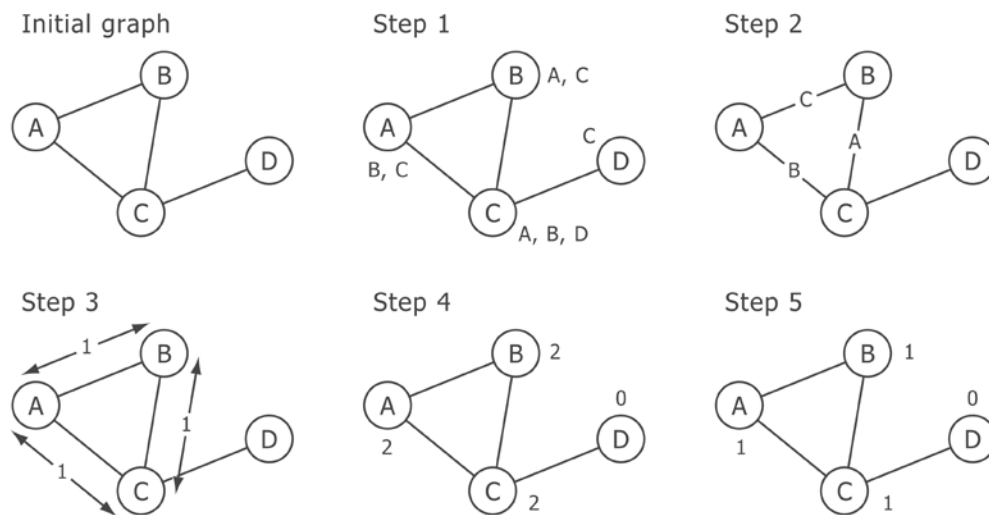 Initial graph
B
A
D
C
Step 1
B A, C
A
C
D
B, C
C
A, B, D
Step 2
B
C
A
A
D
B
C
Step 3
1
B
A
1
D
1
C
Step 4
B 2
A
0
D
2
C
2
Step 5
B 1
A
0
D
1
C
1